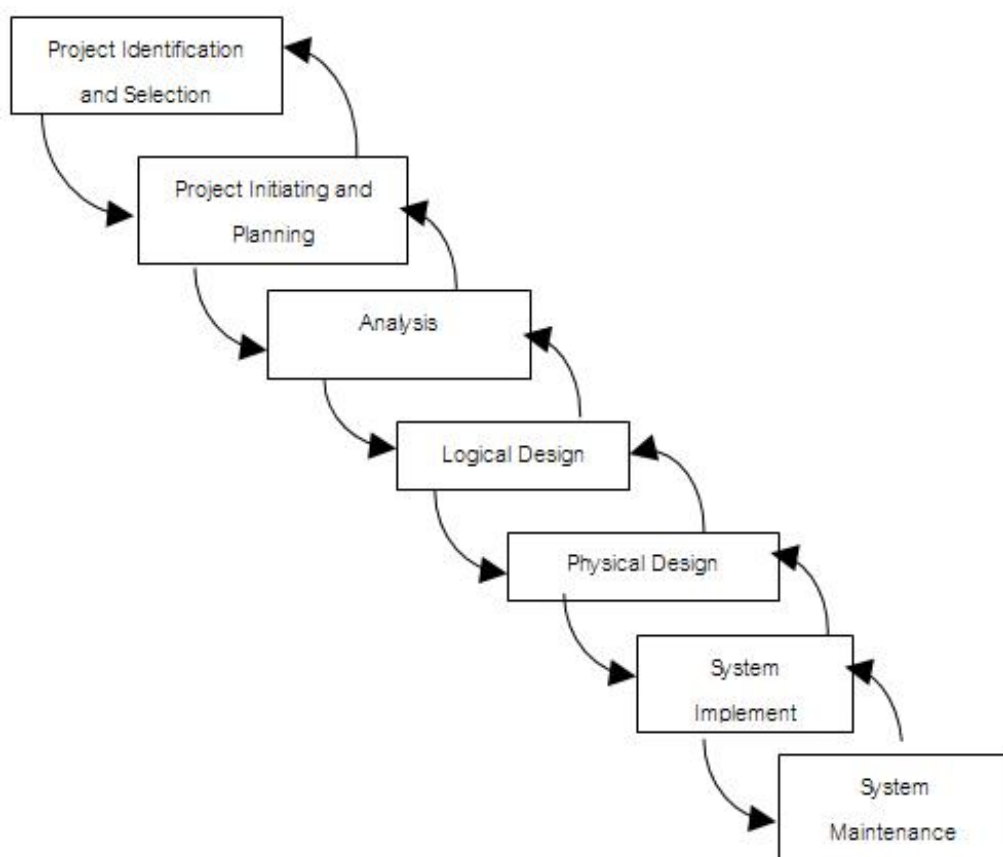 Project Identification
and Selection
Project Initiating and
Planning
Analysis
Logical Design
Physical Design
System
Implement
System
Maintenance